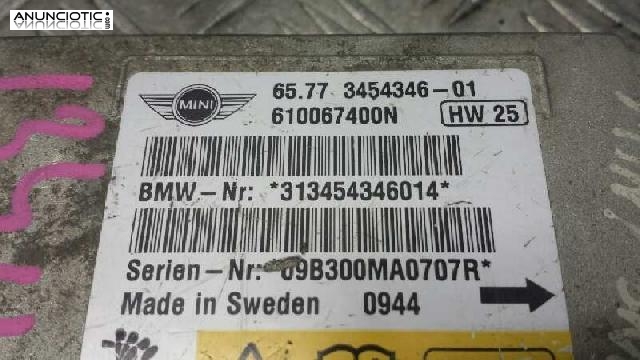 ANUNCIOTIC.com
MINI
65.77 3454346-01
610067400N HW 25
BMW-Nr: *313454346014*
Serien-Nr: *09B300MA0707R*
Made in Sweden 0944